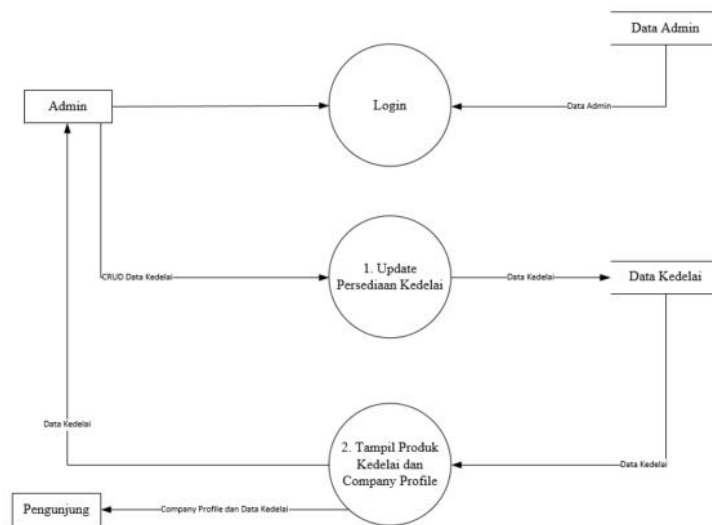 Data Admin
Admin
Login
Data Admin
CRUD Data Kedelai
1. Update
Persediaan Kedelai
Data Kedelai
Data Kedelai
Data Kedelai
2. Tampil Produk
Kedelai dan
Company Profile
Data Kedelai
Pengunjung
Company Profile dan Data Kedelai